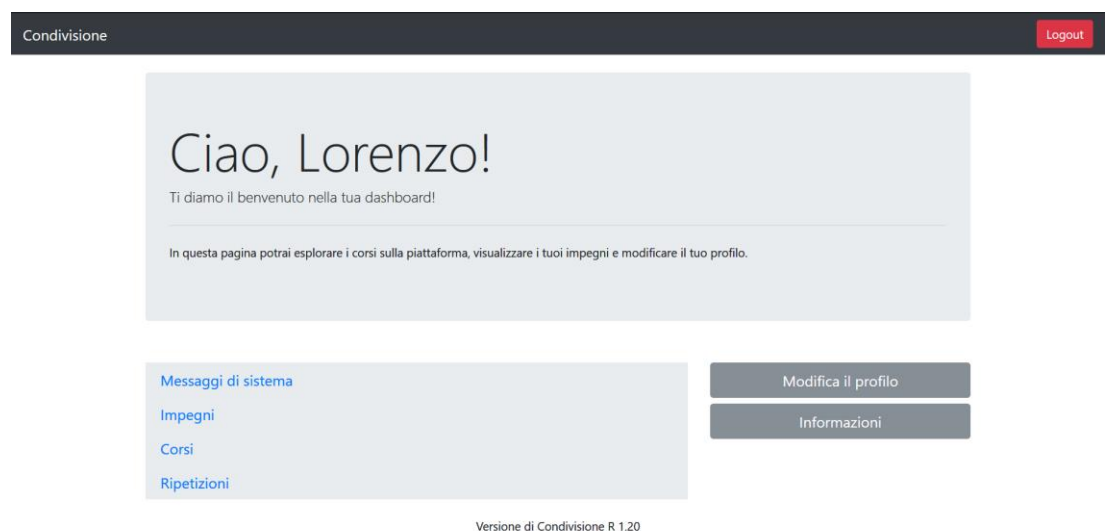 Condivisione
Logout
Ciao, Lorenzo!
Ti diamo il benvenuto nella tua dashboard!
In questa pagina potrai esplorare i corsi sulla piattaforma, visualizzare i tuoi impegni e modificare il tuo profilo.
Messaggi di sistema
Impegni
Corsi
Ripetizioni
Modifica il profilo
Informazioni
Versione di Condivisione R 1.20